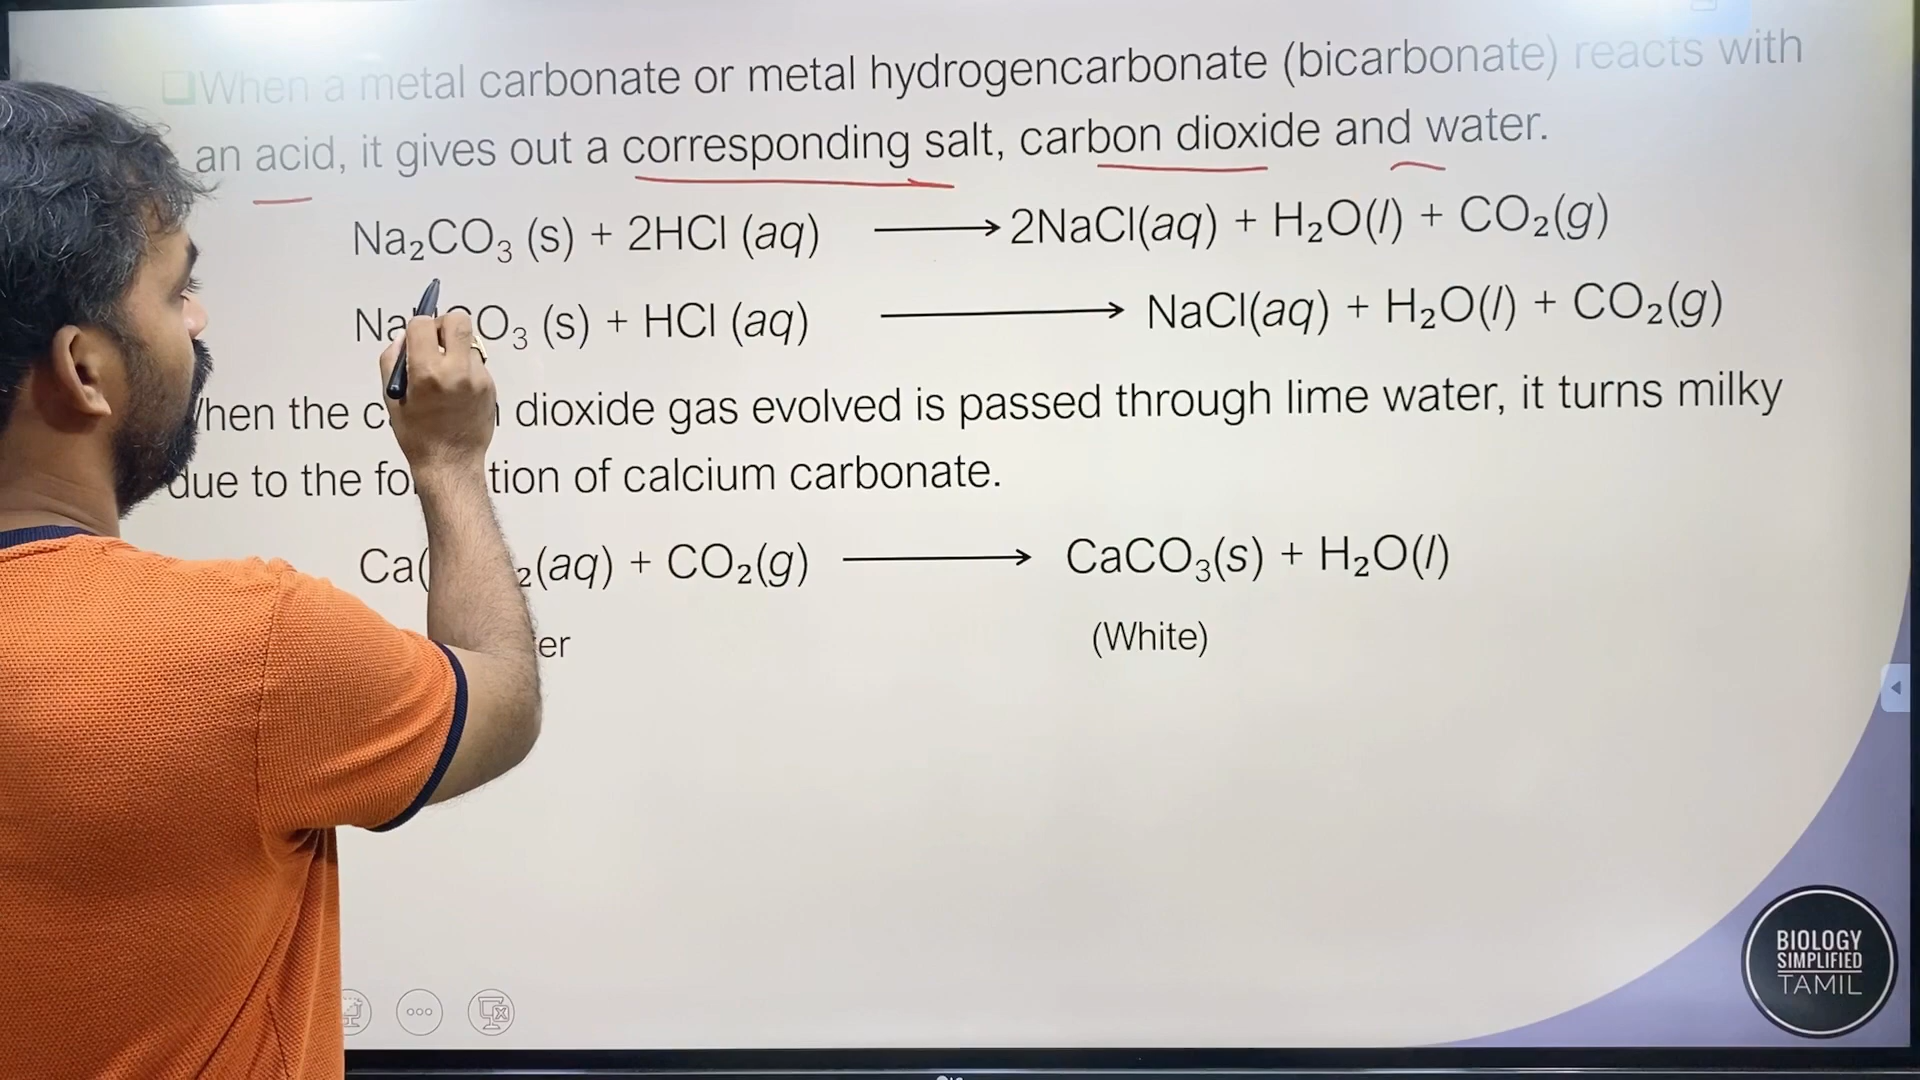 When a metal carbonate or metal hydrogencarbonate (bicarbonate) reacts with
an acid, it gives out a corresponding salt, carbon dioxide and water.
Na₂CO₃ (s) + 2HCl (aq) ⟶ 2NaCl(aq) + H₂O(l) + CO₂(g)
Na O₃ (s) + HCl (aq) ⟶ NaCl(aq) + H₂O(l) + CO₂(g)
hen the dioxide gas evolved is passed through lime water, it turns milky
due to the fo tion of calcium carbonate.
Ca( ₂(aq) + CO₂(g) ⟶ CaCO₃(s) + H₂O(l)
er (White)
BIOLOGY
SIMPLIFIED
TAMIL